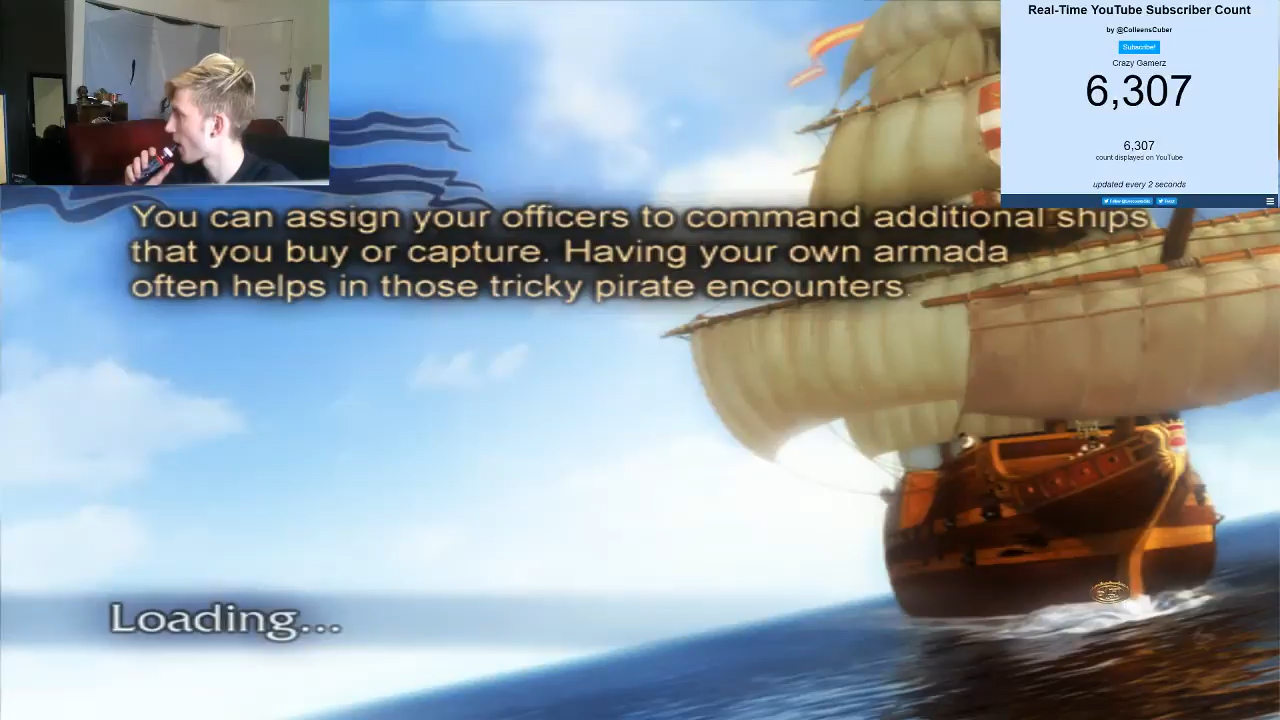 Real-Time YouTube Subscriber Count
by @ColleensCuber
Subscribe!
Crazy Gamerz
6,307
6,307
count displayed on YouTube
updated every 2 seconds
Tweet
You can assign your officers to command additional ships
that you buy or capture. Having your own armada
often helps in those tricky pirate encounters.
Loading...